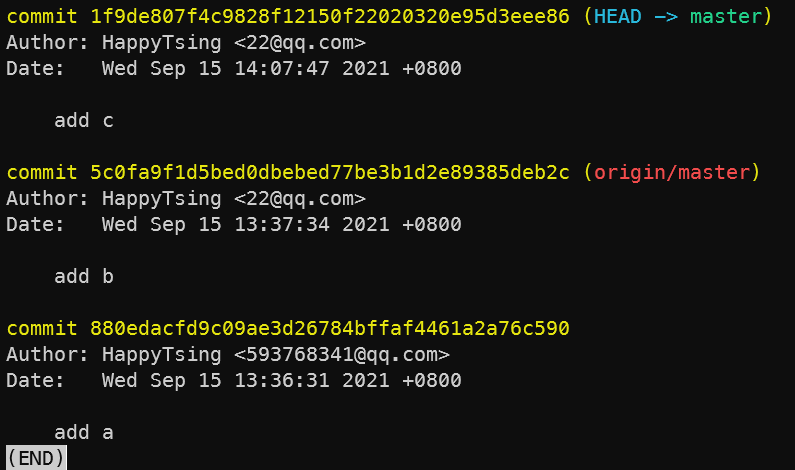 commit 1f9de807f4c9828f12150f22020320e95d3eee86 (HEAD -> master)
Author: HappyTsing <22@qq.com>
Date:   Wed Sep 15 14:07:47 2021 +0800
    add c
commit 5c0fa9f1d5bed0dbebed77be3b1d2e89385deb2c (origin/master)
Author: HappyTsing <22@qq.com>
Date:   Wed Sep 15 13:37:34 2021 +0800
    add b
commit 880edacfd9c09ae3d26784bffaf4461a2a76c590
Author: HappyTsing <593768341@qq.com>
Date:   Wed Sep 15 13:36:31 2021 +0800
    add a
(END)